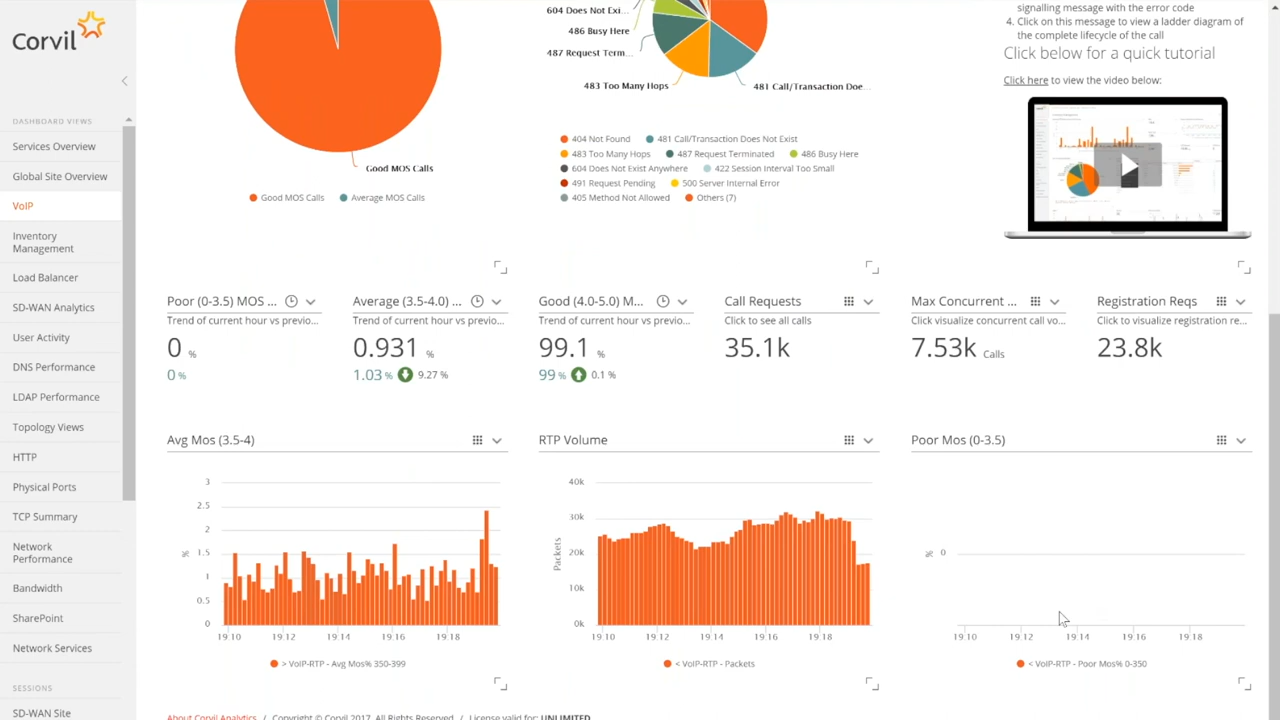 Corvil
DASHBOARD VIEWS
Services Overview
Global Site Overview
VoIP
Inventory
Management
Load Balancer
SD-WAN Analytics
User Activity
DNS Performance
LDAP Performance
Topology Views
HTTP
Physical Ports
TCP Summary
Network
Performance
Bandwidth
SharePoint
Network Services
SESSIONS
SD-WAN Site
Good MOS Calls
Good MOS Calls
Average MOS Calls
604 Does Not Exi...
486 Busy Here
487 Request Term...
483 Too Many Hops
481 Call/Transaction Doe...
404 Not Found
481 Call/Transaction Does Not Exist
483 Too Many Hops
487 Request Terminated
486 Busy Here
604 Does Not Exist Anywhere
422 Session Interval Too Small
491 Request Pending
500 Server Internal Error
405 Method Not Allowed
Others (7)
signalling message with the error code
4. Click on this message to view a ladder diagram of
the complete lifecycle of the call
Click below for a quick tutorial
Click here to view the video below:
Poor (0-3.5) MOS ...
Trend of current hour vs previo...
0 %
0 %
Average (3.5-4.0) ...
Trend of current hour vs previo...
0.931 %
1.03 % 9.27 %
Good (4.0-5.0) M...
Trend of current hour vs previo...
99.1 %
99 % 0.1 %
Call Requests
Click to see all calls
35.1k
Max Concurrent ...
Click visualize concurrent call vo...
7.53k Calls
Registration Reqs
Click to visualize registration re...
23.8k
Avg Mos (3.5-4)
3
2.5
2
1.5
1
0.5
0
%
19:10 19:12 19:14 19:16 19:18
> VoIP-RTP - Avg Mos% 350-399
RTP Volume
40k
30k
20k
10k
0k
Packets
19:10 19:12 19:14 19:16 19:18
< VoIP-RTP - Packets
Poor Mos (0-3.5)
% 0
19:10 19:12 19:14 19:16 19:18
< VoIP-RTP - Poor Mos% 0-350
About Corvil Analytics / Copyright © Corvil 2017. All Rights Reserved. / License valid for: UNLIMITED